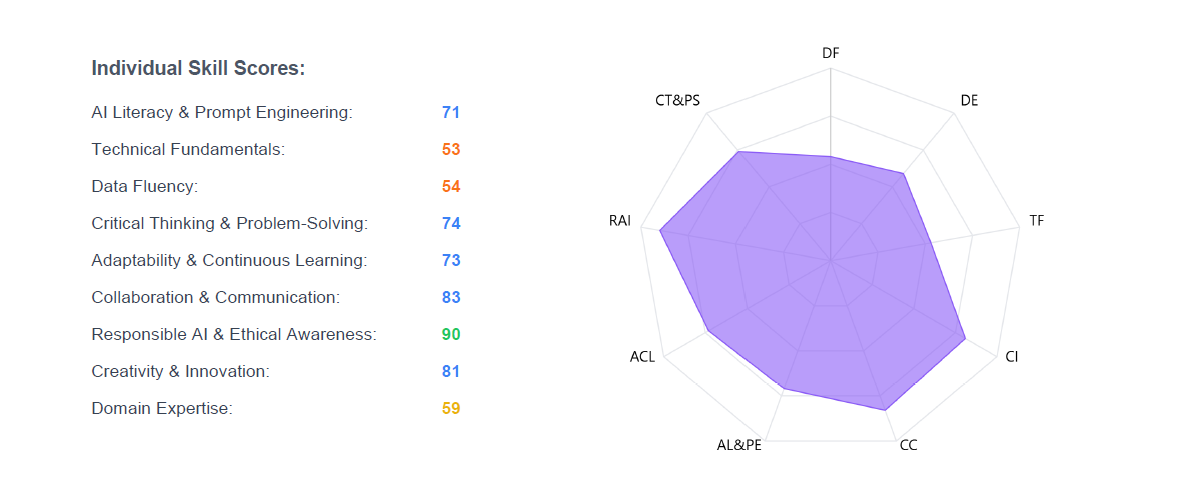 Individual Skill Scores:
AI Literacy & Prompt Engineering: 71
Technical Fundamentals: 53
Data Fluency: 54
Critical Thinking & Problem-Solving: 74
Adaptability & Continuous Learning: 73
Collaboration & Communication: 83
Responsible AI & Ethical Awareness: 90
Creativity & Innovation: 81
Domain Expertise: 59
DF
DE
TF
CI
CC
AL&PE
ACL
RAI
CT&PS